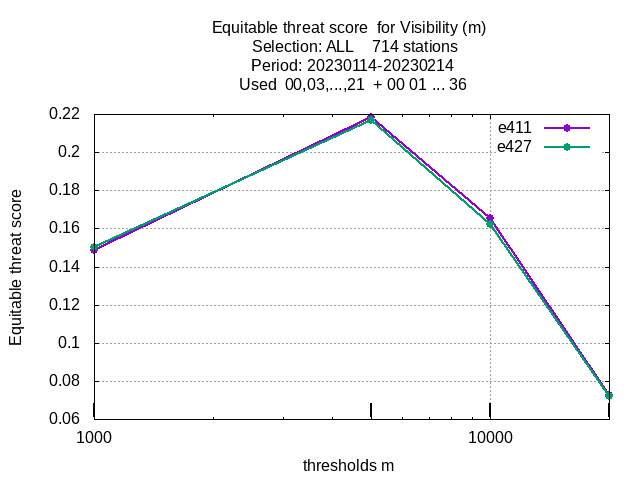 Equitable threat score for Visibility (m)
Selection: ALL 714 stations
Period: 20230114-20230214
Used 00,03,...,21 + 00 01 ... 36
0.22
0.2
0.18
0.16
0.14
0.12
0.1
0.08
0.06
Equitable threat score
e411
e427
1000 10000
thresholds m